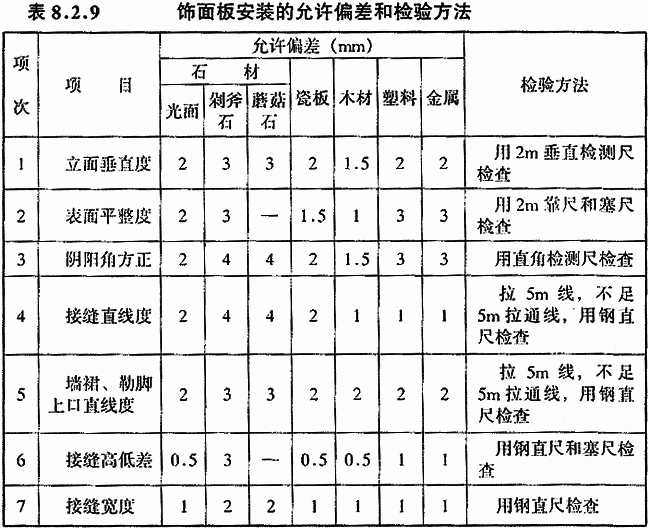 表 8.2.9 饰面板安装的允许偏差和检验方法
项次 项目 允许偏差（mm） 检验方法
石材 瓷板 木材 塑料 金属
光面 剁斧石 蘑菇石
1 立面垂直度 2 3 3 2 1.5 2 2 用 2m 垂直检测尺检查
2 表面平整度 2 3 — 1.5 1 3 3 用 2m 靠尺和塞尺检查
3 阴阳角方正 2 4 4 2 1.5 3 3 用直角检测尺检查
4 接缝直线度 2 4 4 2 1 1 1 拉 5m 线，不足 5m 拉通线，用钢直尺检查
5 墙裙、勒脚上口直线度 2 3 3 2 2 2 2 拉 5m 线，不足 5m 拉通线，用钢直尺检查
6 接缝高低差 0.5 3 — 0.5 0.5 1 1 用钢直尺和塞尺检查
7 接缝宽度 1 2 2 1 1 1 1 用钢直尺检查